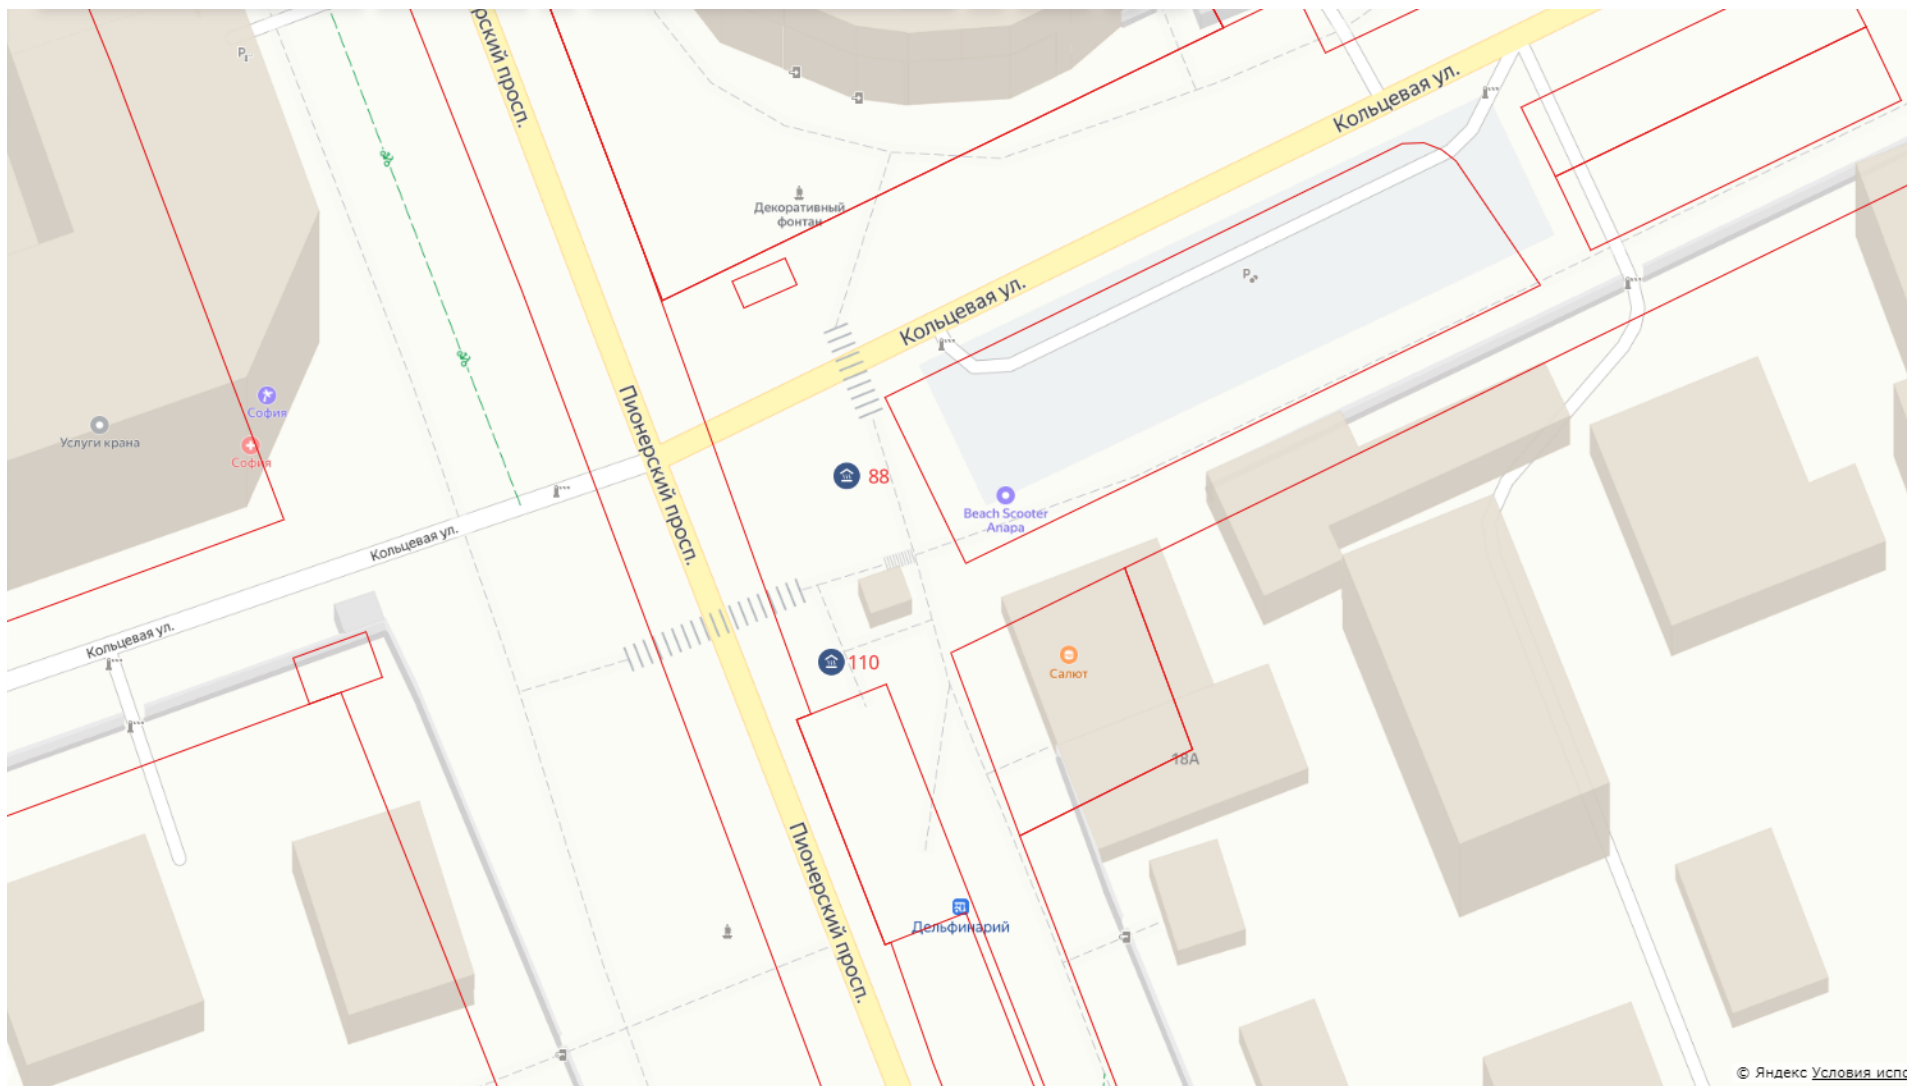 рский просп.
P
Кольцевая ул.
Декоративный
фонтан
P
Кольцевая ул.
София
Услуги крана
София
Пионерский просп.
88
Beach Scooter
Anapa
Кольцевая ул.
Кольцевая ул.
110
Салют
18А
Пионерский просп.
Дельфинарий
© Яндекс Условия испо